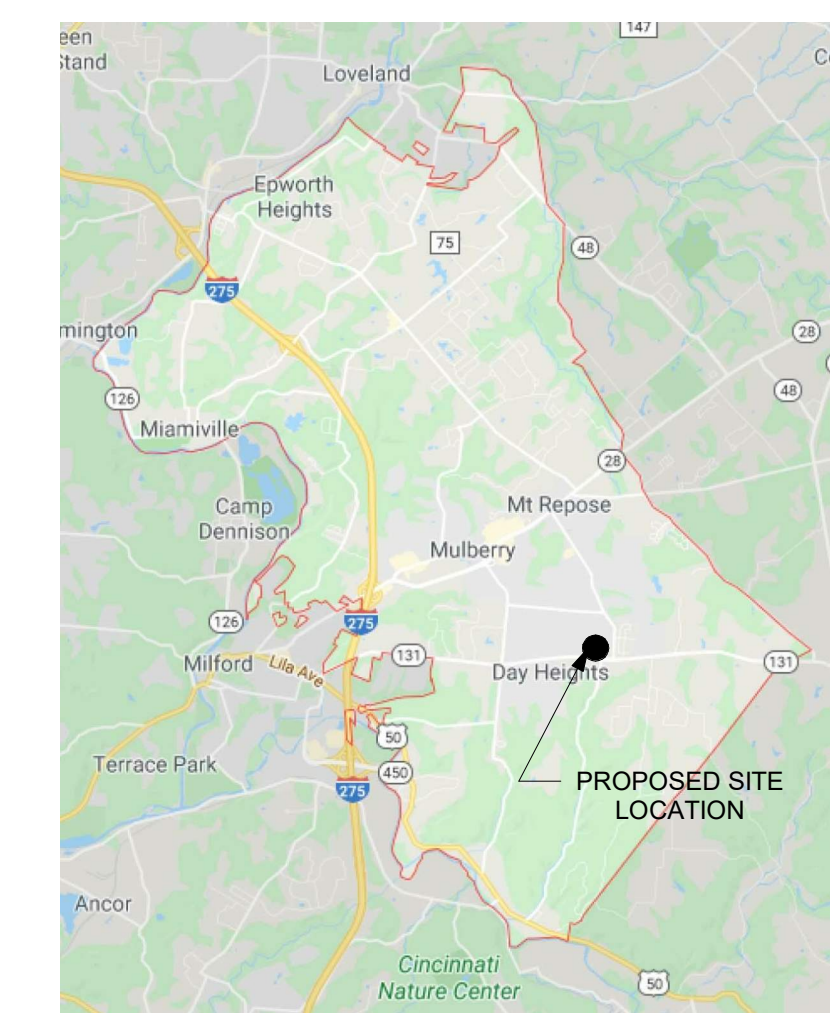 147
een
Stand
Loveland
C
Epworth
Heights
75
48
275
mington
28
48
126
Miamiville
28
Camp
Dennison
Mt Repose
Mulberry
126
275
131
131
Milford
Lila Ave
Day Heights
50
Terrace Park
450
275
PROPOSED SITE
LOCATION
Ancor
Cincinnati
Nature Center
50